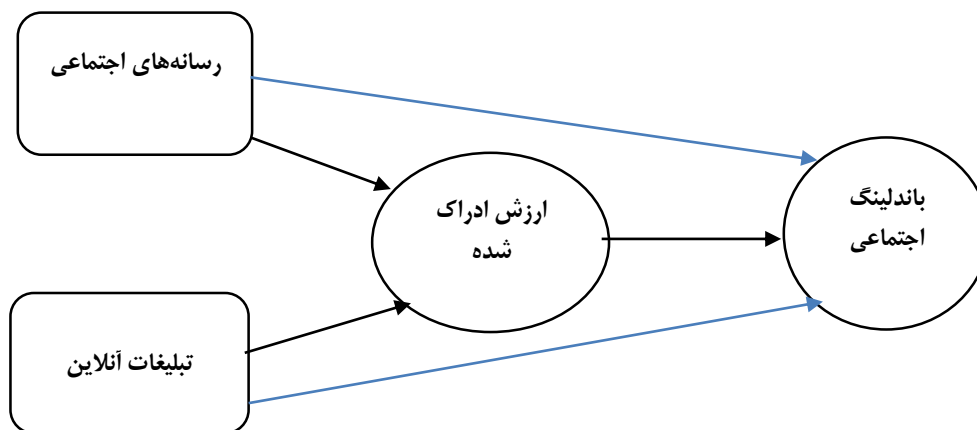 رسانه‌های اجتماعی
ارزش ادراک
شده
باندلینگ
اجتماعی
تبلیغات آنلاین